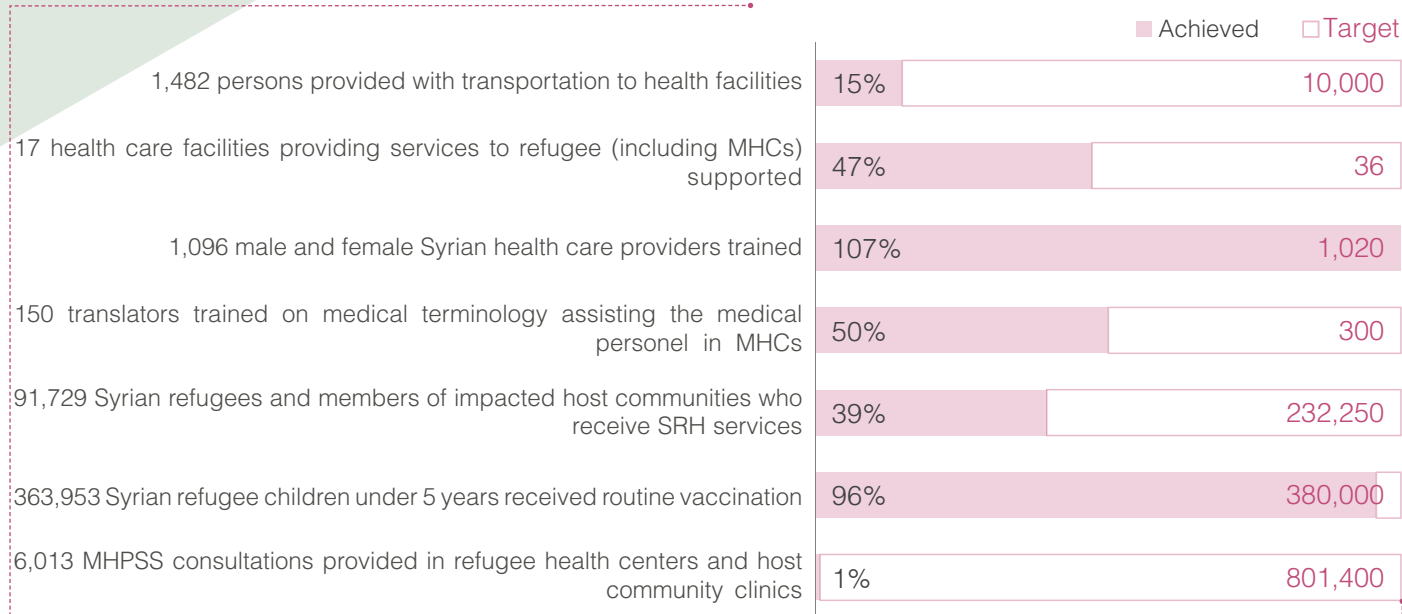 Achieved Target
1,482 persons provided with transportation to health facilities 15% 10,000
17 health care facilities providing services to refugee (including MHCs)
supported 47% 36
1,096 male and female Syrian health care providers trained 107% 1,020
150 translators trained on medical terminology assisting the medical
personel in MHCs 50% 300
91,729 Syrian refugees and members of impacted host communities who
receive SRH services 39% 232,250
363,953 Syrian refugee children under 5 years received routine vaccination 96% 380,000
6,013 MHPSS consultations provided in refugee health centers and host
community clinics 1% 801,400